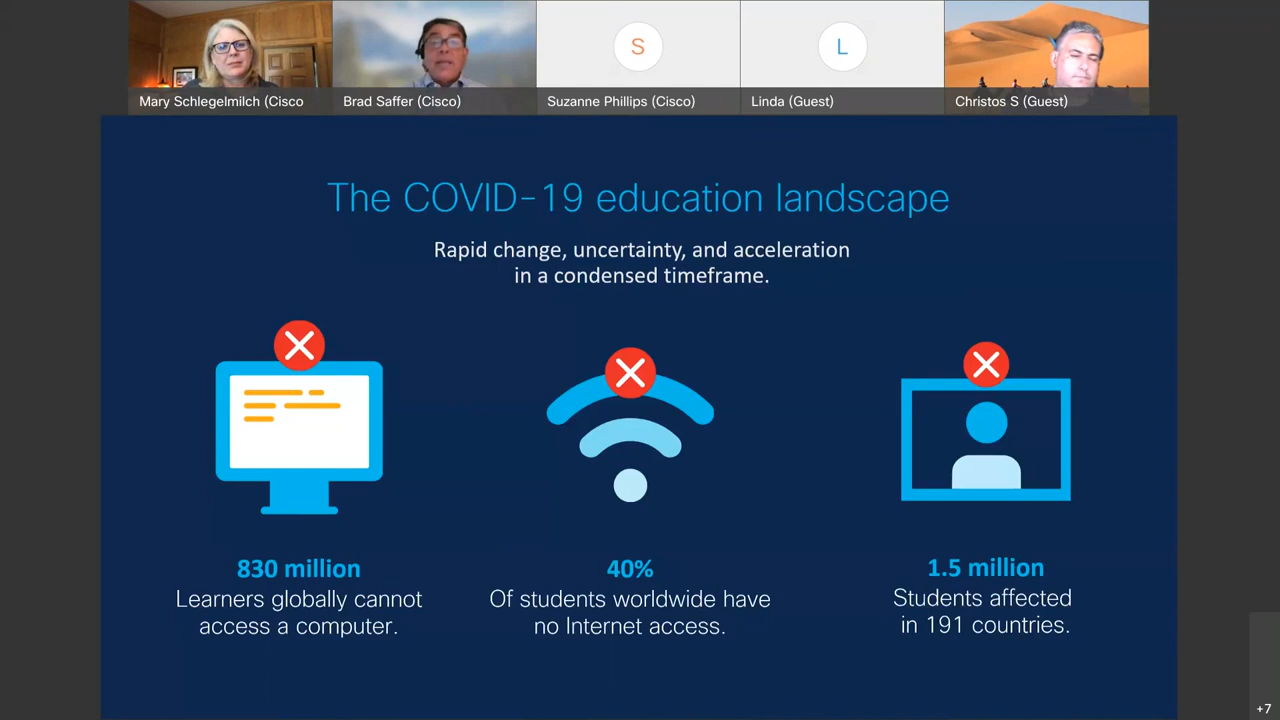 Mary Schlegelmilch (Cisco
Brad Saffer (Cisco)
Suzanne Phillips (Cisco)
Linda (Guest)
Christos S (Guest)
S
L
The COVID-19 education landscape
Rapid change, uncertainty, and acceleration
in a condensed timeframe.
830 million
Learners globally cannot
access a computer.
40%
Of students worldwide have
no Internet access.
1.5 million
Students affected
in 191 countries.
+7